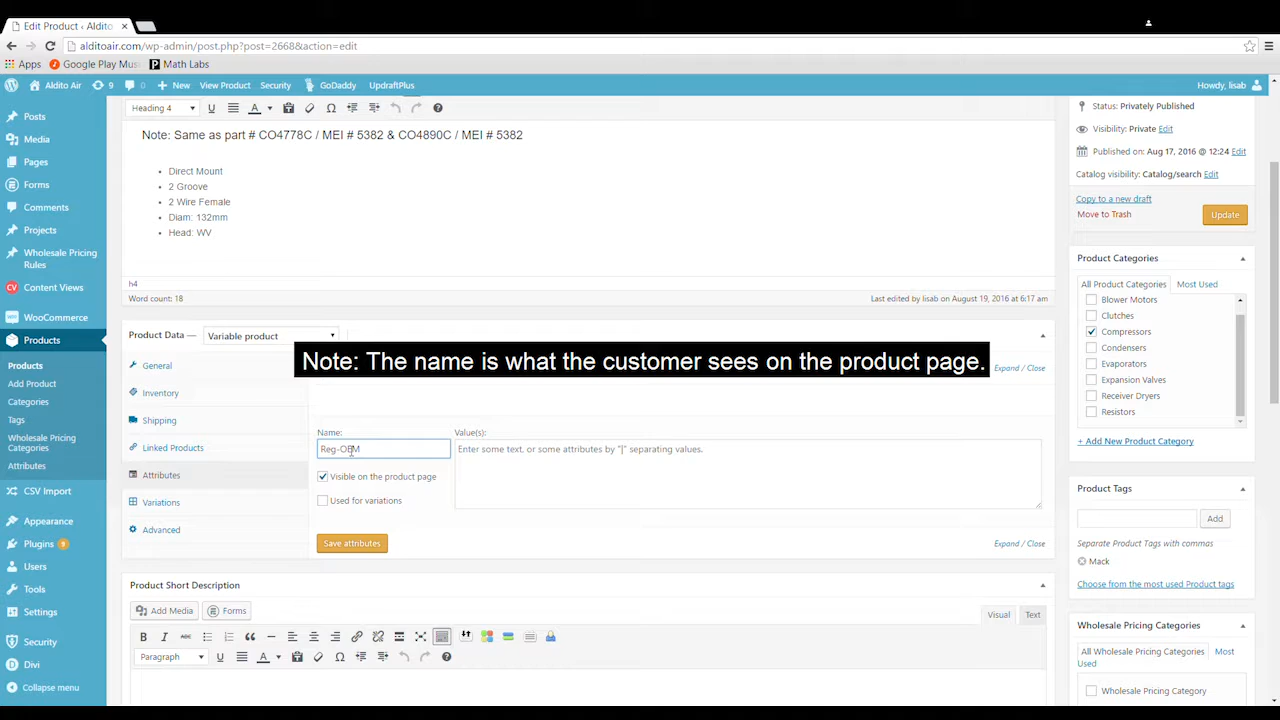 Edit Product ‹ Aldito
alditoair.com/wp-admin/post.php?post=2668&action=edit
Apps Google Play Mus Math Labs
Aldito Air 9 0 New View Product Security GoDaddy UpdraftPlus Howdy, lisab
Posts
Media
Pages
Forms
Comments
Projects
Wholesale Pricing
Rules
CV Content Views
WooCommerce
Products
Products
Add Product
Categories
Tags
Wholesale Pricing
Categories
Attributes
CSV Import
Appearance
Plugins 9
Users
Tools
Settings
Security
Divi
Collapse menu
Heading 4
Note: Same as part # CO4778C / MEI # 5382 & CO4890C / MEI # 5382
Direct Mount
2 Groove
2 Wire Female
Diam: 132mm
Head: WV
h4
Word count: 18 Last edited by lisab on August 19, 2016 at 6:17 am
Product Data — Variable product
Note: The name is what the customer sees on the product page.
Expand / Close
General
Inventory
Shipping
Linked Products
Attributes
Variations
Advanced
Name: Value(s):
Reg-OEM Enter some text, or some attributes by "|" separating values.
Visible on the product page
Used for variations
Save attributes Expand / Close
Product Short Description
Add Media Forms Visual Text
Paragraph
Status: Privately Published
Visibility: Private Edit
Published on: Aug 17, 2016 @ 12:24 Edit
Catalog visibility: Catalog/search Edit
Copy to a new draft
Move to Trash Update
Product Categories
All Product Categories Most Used
Blower Motors
Clutches
Compressors
Condensers
Evaporators
Expansion Valves
Receiver Dryers
Resistors
+ Add New Product Category
Product Tags
Add
Separate Product Tags with commas
Mack
Choose from the most used Product tags
Wholesale Pricing Categories
All Wholesale Pricing Categories Most
Used
Wholesale Pricing Category